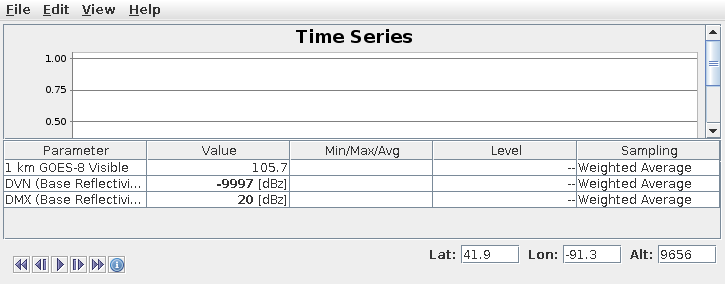 File Edit View Help
Time Series
1.00
0.75
0.50
Parameter Value Min/Max/Avg Level Sampling
1 km GOES-8 Visible 105.7 -- Weighted Average
DVN (Base Reflectivi... -9997 [dBz] -- Weighted Average
DMX (Base Reflectivi... 20 [dBz] -- Weighted Average
Lat: 41.9 Lon: -91.3 Alt: 9656